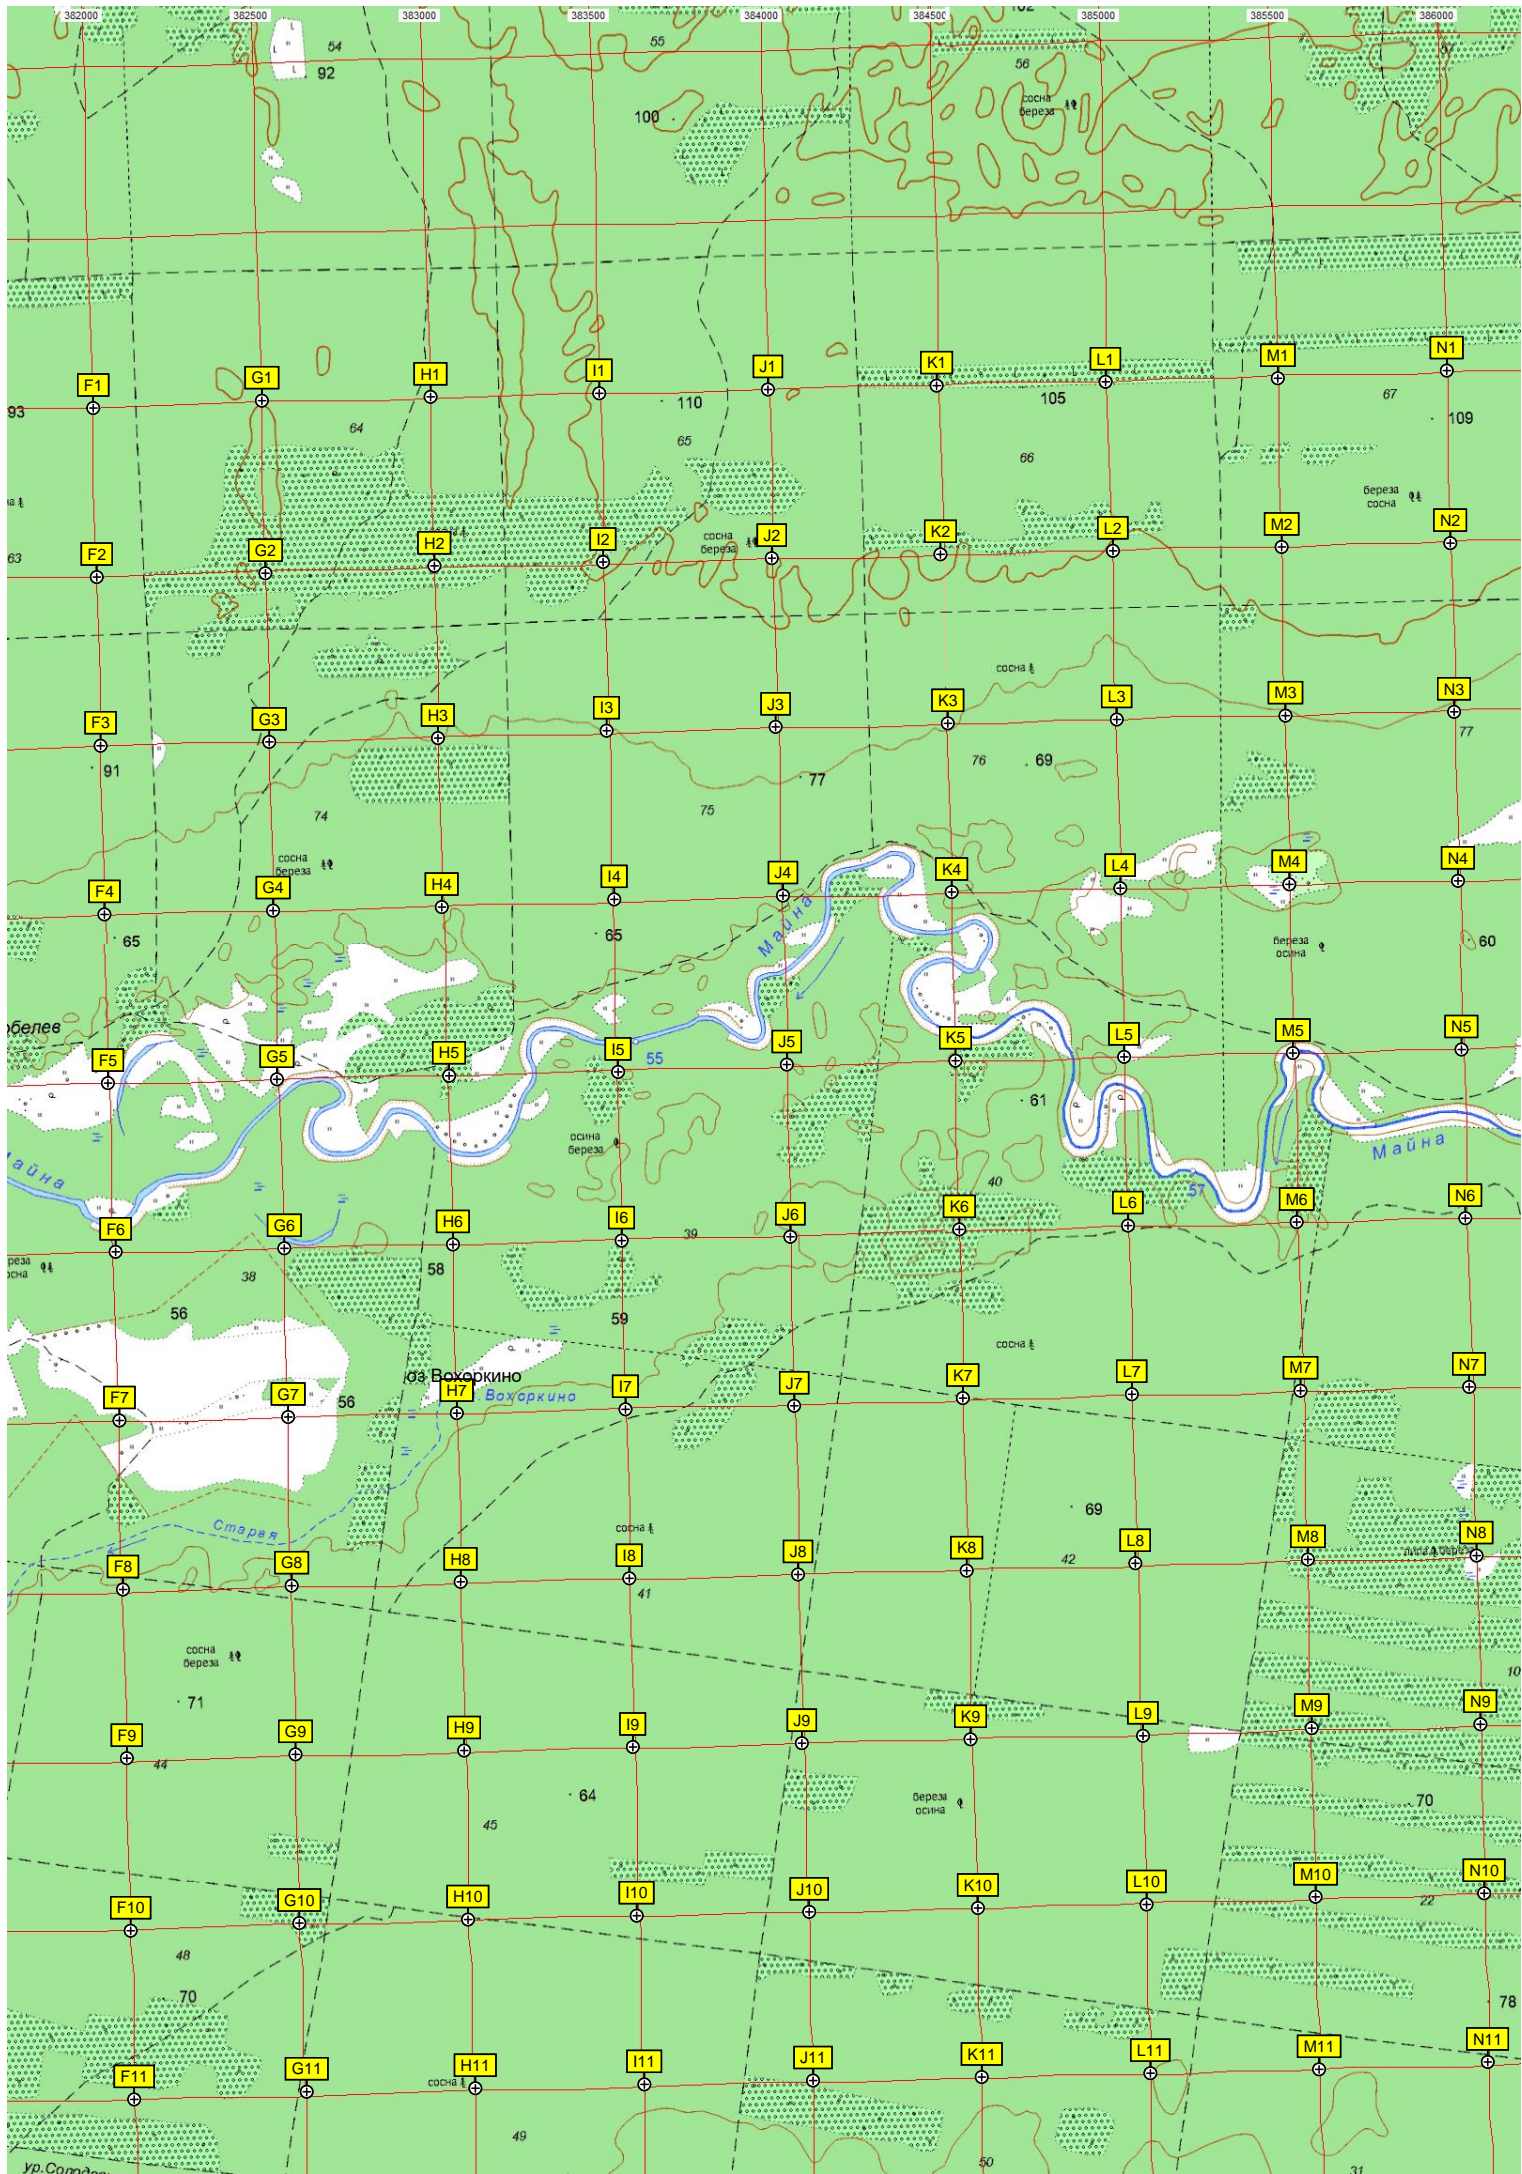 382000 382500 383000 383500 384000 384500 385000 385500 386000
54
55
92
56
сосна
береза
100
F1 G1 H1 I1 J1 K1 L1 M1 N1
93
110
105
67
109
64
65
66
береза
сосна
F2 G2 H2 I2 J2 K2 L2 M2 N2
63
сосна
береза
сосна
F3 G3 H3 I3 J3 K3 L3 M3 N3
91
77
76
69
77
74
75
сосна
береза
F4 G4 H4 I4 J4 K4 L4 M4 N4
65
65
Майна
береза
осина
60
F5 G5 H5 I5 J5 K5 L5 M5 N5
55
61
осина
береза
Майна
40
57
F6 G6 H6 I6 J6 K6 L6 M6 N6
38
58
39
56
59
сосна
оз Вохоркино
F7 G7 H7 I7 J7 K7 L7 M7 N7
56
Вохоркино
69
Старая
сосна
F8 G8 H8 I8 J8 K8 L8 M8 N8
41
42
сосна
береза
71
F9 G9 H9 I9 J9 K9 L9 M9 N9
44
64
береза
осина
70
45
F10 G10 H10 I10 J10 K10 L10 M10 N10
22
48
70
78
F11 G11 H11 I11 J11 K11 L11 M11 N11
сосна
49
50
31